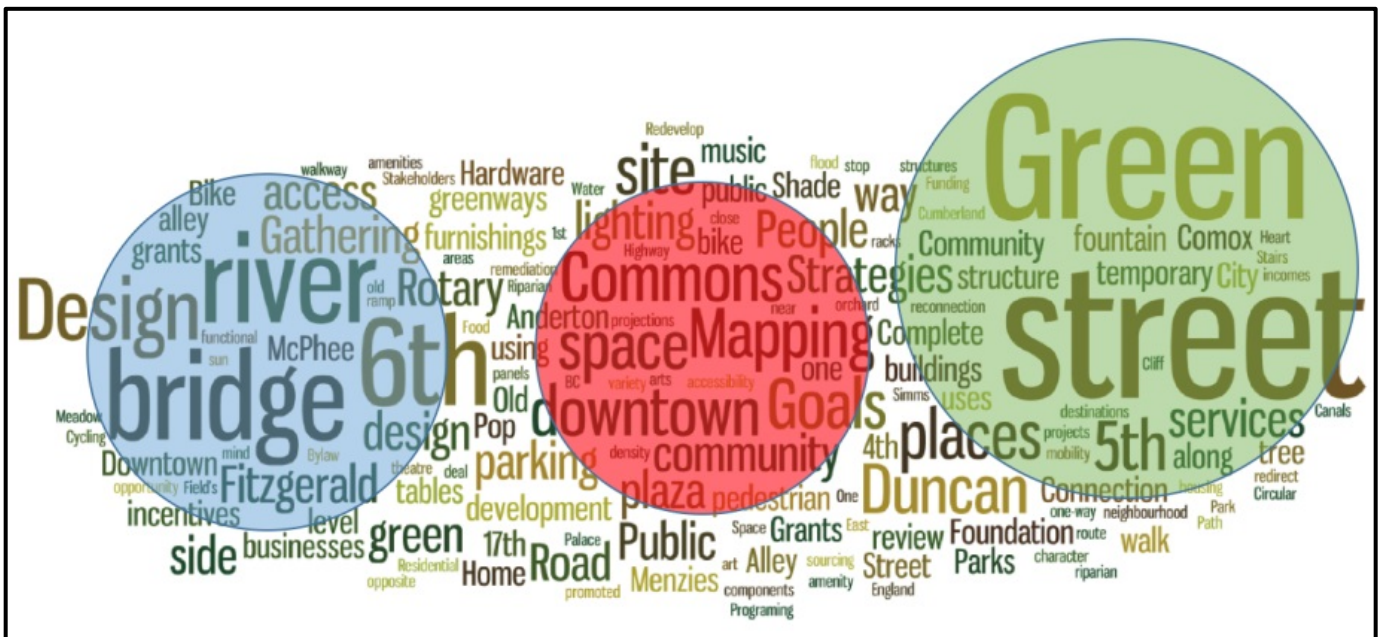 Redevelop
walkway amenities Stakeholders Hardware site music flood stop structures
Bike access greenways Water public Shade way Funding Green
alley Gathering furnishings 1st lighting close People racks Cumberland
grants river areas Highway bike Community fountain Comox Heart
old ramp Rotary remediation Riparian Commons Strategies structure temporary City Stairs incomes
Design functional Food Anderton projections near orchard reconnection street
sun McPhee 6th using space Mapping Complete Cliff
bridge panels BC variety arts accessibility one buildings
Meadow Old downtown Goals Simms uses destinations Canals
Cycling mind Bylaw design Pop density community 4th places projects mobility 5th services
Downtown theatre deal parking along tree
opportunity Field's Fitzgerald tables plaza pedestrian One Duncan Connection housing redirect Circular
incentives level development Space Grants East one-way neighbourhood Park Path
side businesses green 17th Palace Public review Foundation route walk
Residential opposite Home Road Menzies art Alley sourcing Street Parks character riparian
promoted components amenity England
Programing